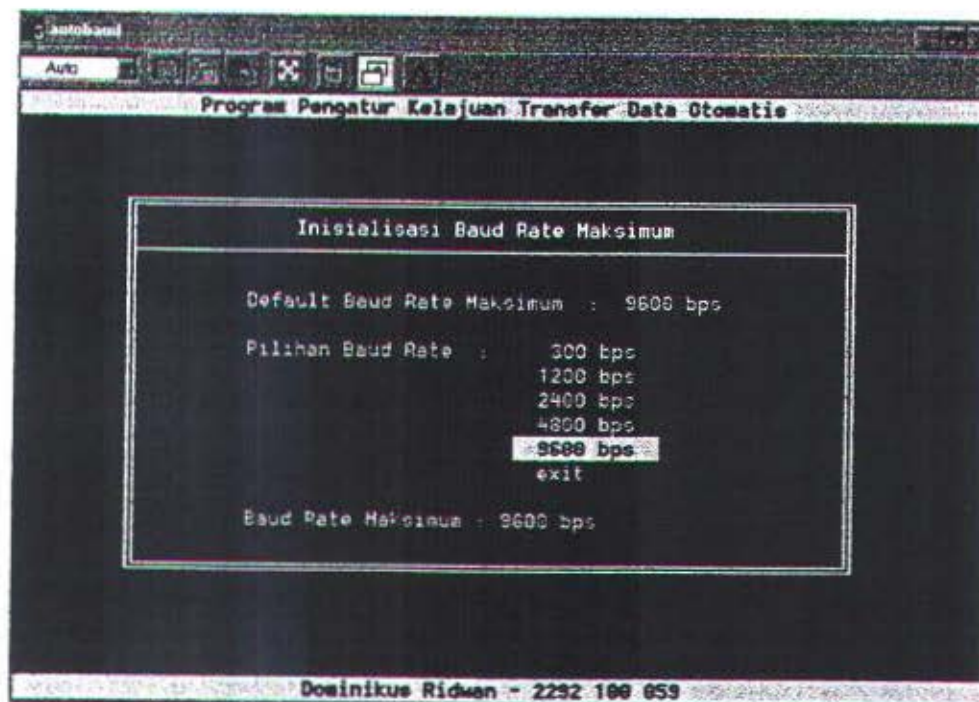 autobaud
Auto
A
Program Pengatur Kelajuan Transfer Data Otomatis
Inisialisasi Baud Rate Maksimum
Default Baud Rate Maksimum : 9600 bps
Pilihan Baud Rate : 300 bps
1200 bps
2400 bps
4800 bps
9600 bps
exit
Baud Rate Maksimum : 9600 bps
Dominikus Ridwan - 2292 100 059